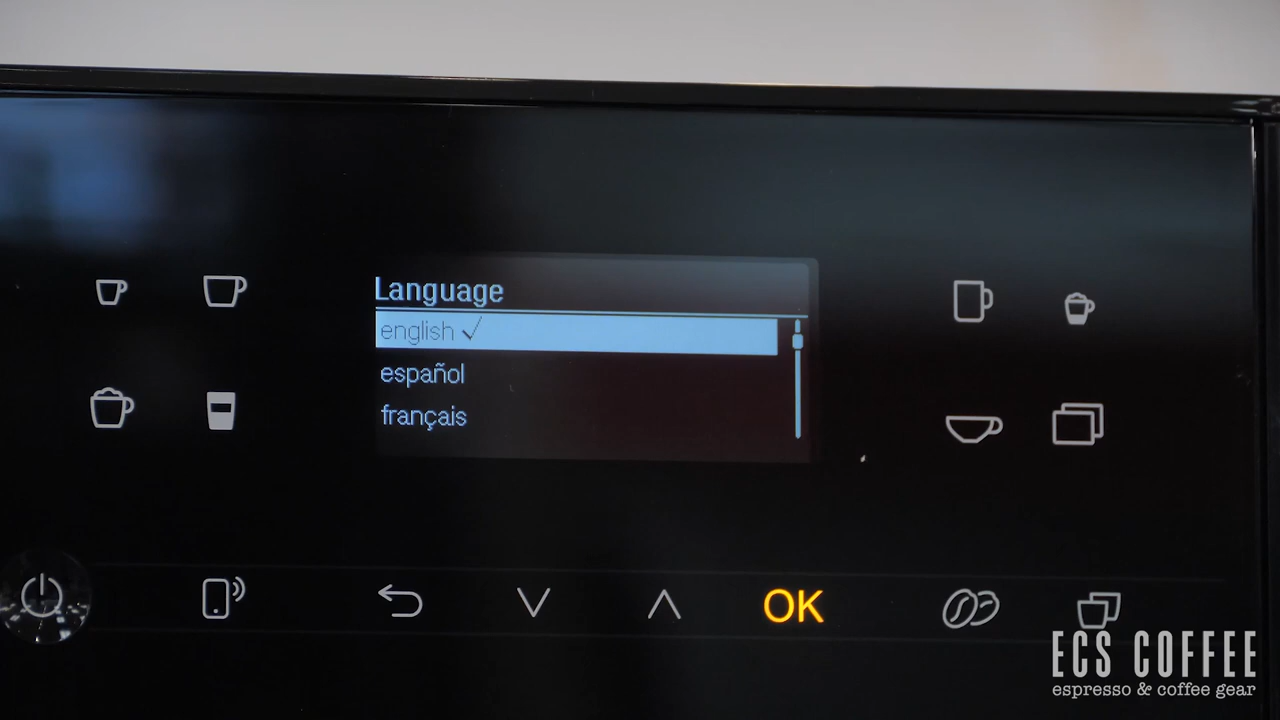 Language
english ✓
español
français
OK
ECS COFFEE
espresso & coffee gear